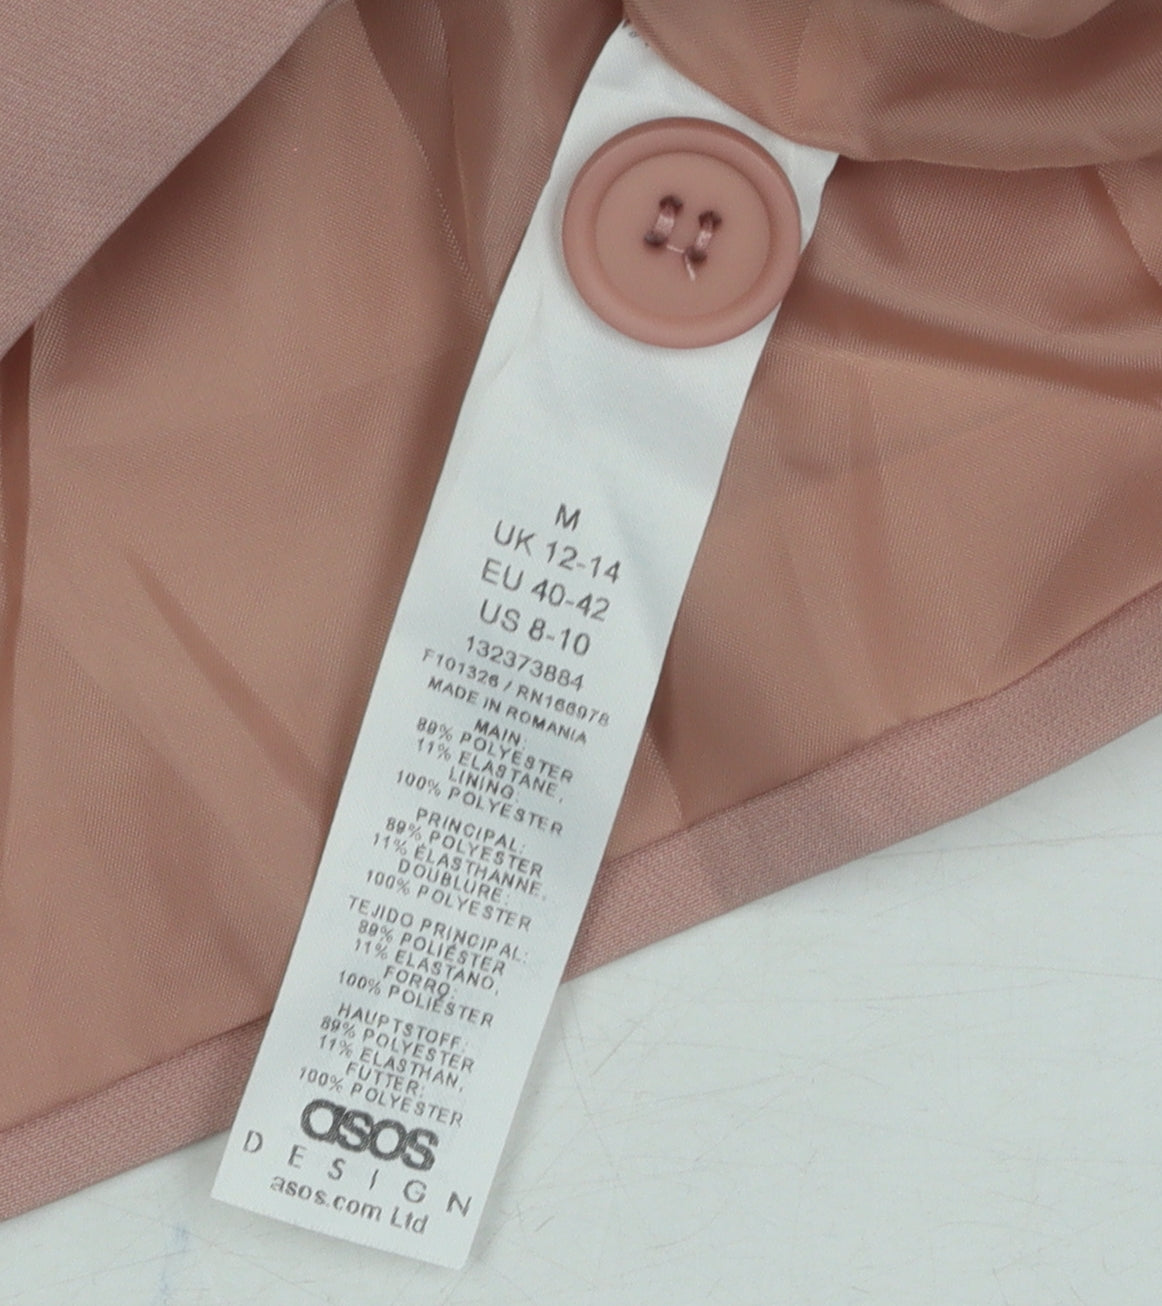 M
UK 12-14
EU 40-42
US 8-10
132373884
F101326 / RN166978
MADE IN ROMANIA
MAIN:
89% POLYESTER
11% ELASTANE,
LINING:
100% POLYESTER
PRINCIPAL:
89% POLYESTER
11% ÉLASTHANNE,
DOUBLURE:
100% POLYESTER
TEJIDO PRINCIPAL:
89% POLIÉSTER
11% ELASTANO,
FORRO:
100% POLIÉSTER
HAUPTSTOFF:
89% POLYESTER
11% ELASTHAN,
FUTTER:
100% POLYESTER
asos
DESIGN
asos.com Ltd